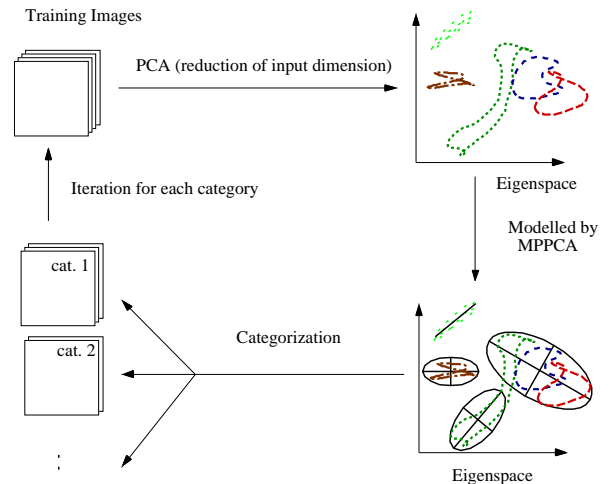 Training Images
PCA (reduction of input dimension)
Eigenspace
Iteration for each category
Modelled by
MPPCA
cat. 1
Categorization
cat. 2
:
Eigenspace